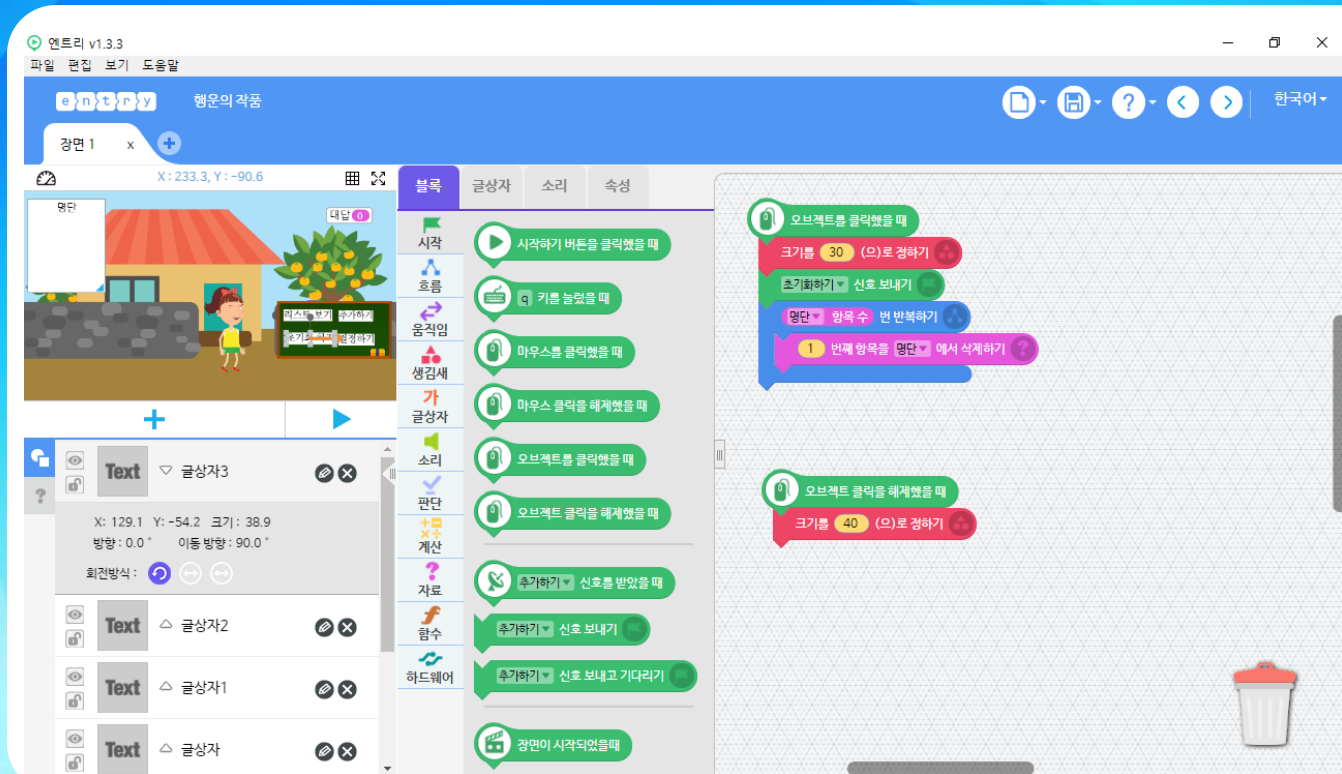 엔트리 v1.3.3
파일 편집 보기 도움말
entry 행운의 작품 한국어
장면 1 x
X : 233.3, Y : -90.6
블록 글상자 소리 속성
명단
대답 0
리스트 보기 추가하기
결정하기
시작
흐름
움직임
생김새
가
글상자
소리
판단
계산
자료
함수
하드웨어
시작하기 버튼을 클릭했을 때
q 키를 눌렀을 때
마우스를 클릭했을 때
마우스 클릭을 해제했을 때
오브젝트를 클릭했을 때
오브젝트 클릭을 해제했을 때
추가하기 신호를 받았을 때
추가하기 신호 보내기
추가하기 신호 보내고 기다리기
장면이 시작되었을때
오브젝트를 클릭했을 때
크기를 30 (으)로 정하기
초기화하기 신호 보내기
명단 항목 수 번 반복하기
1 번째 항목을 명단 에서 삭제하기
오브젝트 클릭을 해제했을 때
크기를 40 (으)로 정하기
Text 글상자3
X: 129.1 Y: -54.2 크기 : 38.9
방향 : 0.0 ° 이동 방향 : 90.0 °
회전방식 :
Text 글상자2
Text 글상자1
Text 글상자